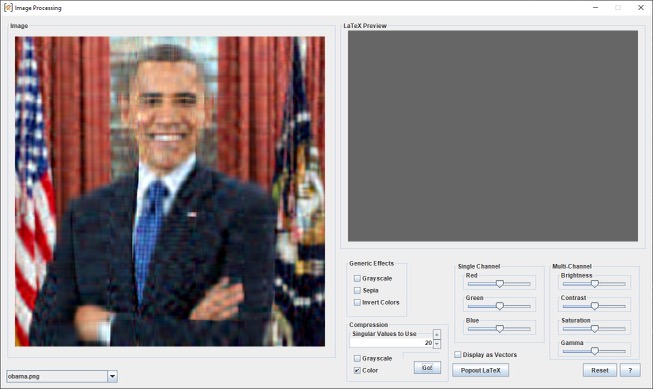 Image Processing
Image
LaTeX Preview
Generic Effects
Grayscale
Sepia
Invert Colors
Compression
Singular Values to Use
20
Grayscale
Color
Go!
Single Channel
Red
Green
Blue
Display as Vectors
Popout LaTeX
Multi-Channel
Brightness
Contrast
Saturation
Gamma
Reset
?
obama.png